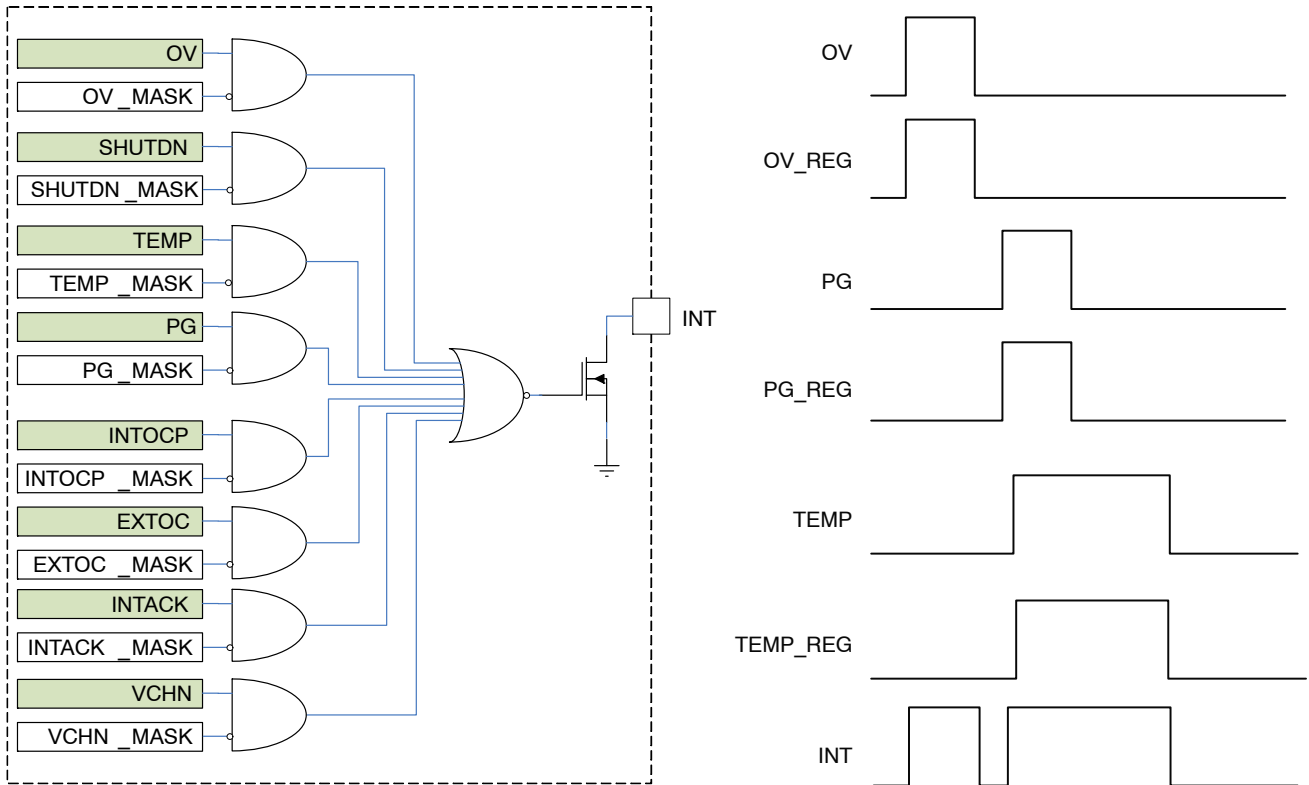 OV
OV _MASK
SHUTDN
SHUTDN _MASK
TEMP
TEMP _MASK
PG
PG _MASK
INTOCP
INTOCP _MASK
EXTOC
EXTOC _MASK
INTACK
INTACK _MASK
VCHN
VCHN _MASK
INT
OV
OV_REG
PG
PG_REG
TEMP
TEMP_REG
INT